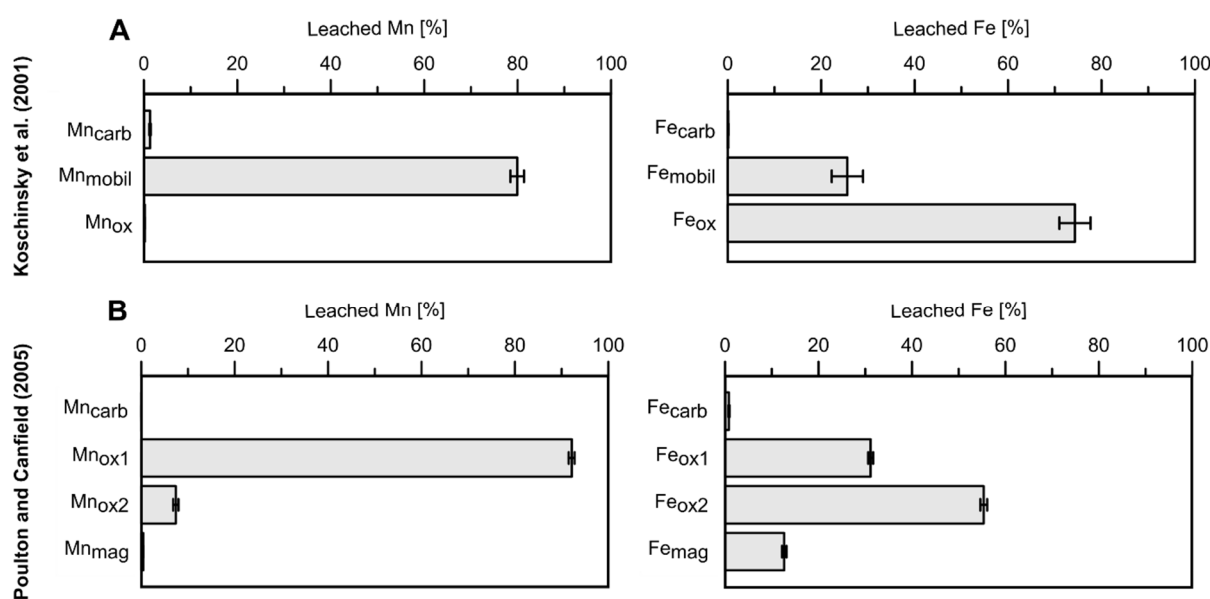 A
Leached Mn [%]
Leached Fe [%]
0 20 40 60 80 100
0 20 40 60 80 100
Koschinsky et al. (2001)
Mncarb
Mnmobil
Mnox
Fecarb
Femobil
Feox
B
Leached Mn [%]
Leached Fe [%]
0 20 40 60 80 100
0 20 40 60 80 100
Poulton and Canfield (2005)
Mncarb
Mnox1
Mnox2
Mnmag
Fecarb
Feox1
Feox2
Femag